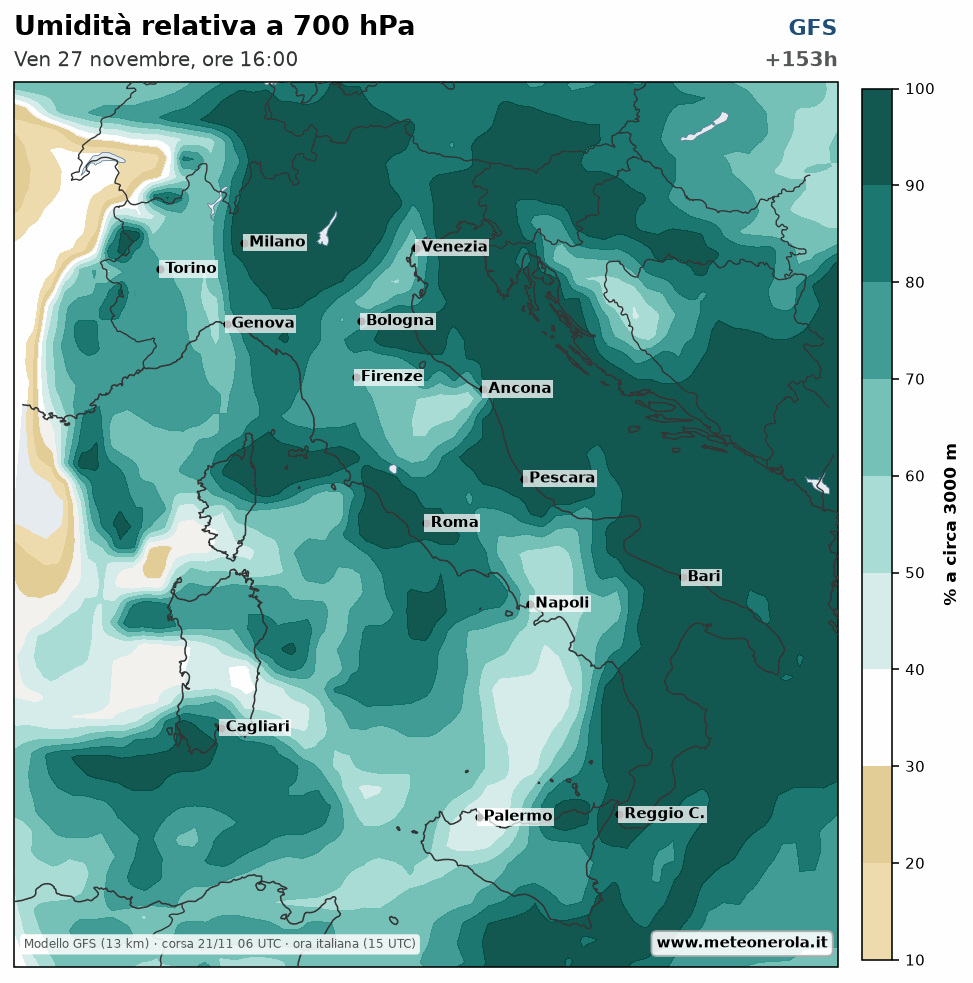 Umidità relativa a 700 hPa
GFS
Ven 27 novembre, ore 16:00
+153h
100
90
80
70
60
50
40
30
20
10
% a circa 3000 m
Milano
Venezia
Torino
Genova
Bologna
Firenze
Ancona
Pescara
Roma
Bari
Napoli
Cagliari
Palermo
Reggio C.
Modello GFS (13 km) · corsa 21/11 06 UTC · ora italiana (15 UTC)
www.meteonerola.it